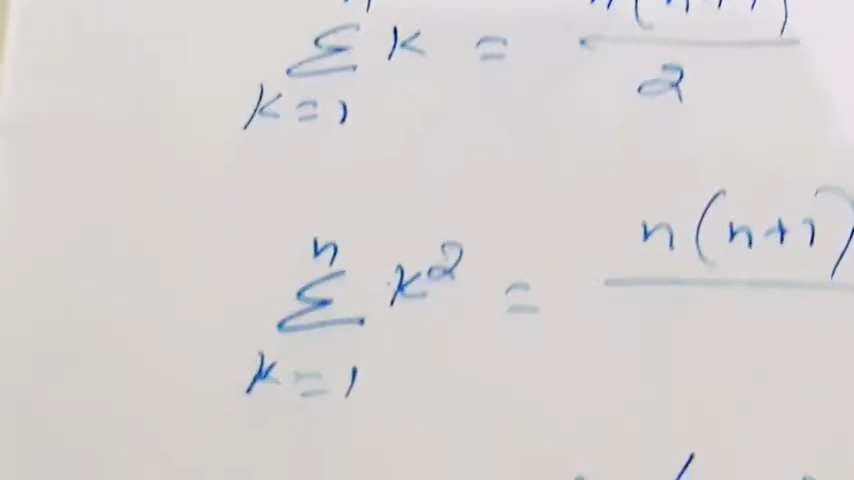 n
∑ k = n(n+1)
k=1 2
n
∑ k² = n(n+1)
k=1